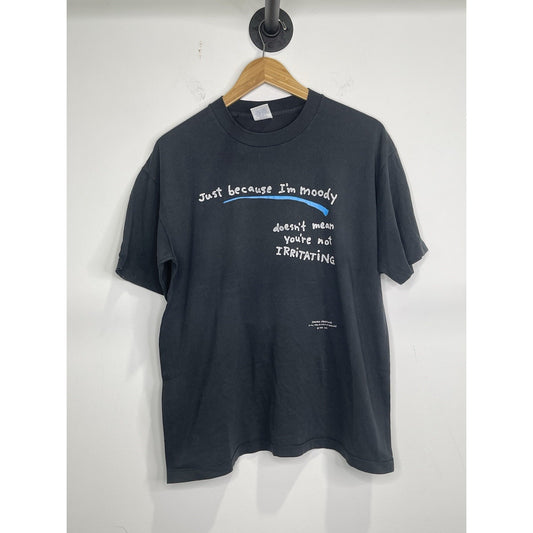 Just because I'm moody
doesn't mean
you're not
IRRITATING